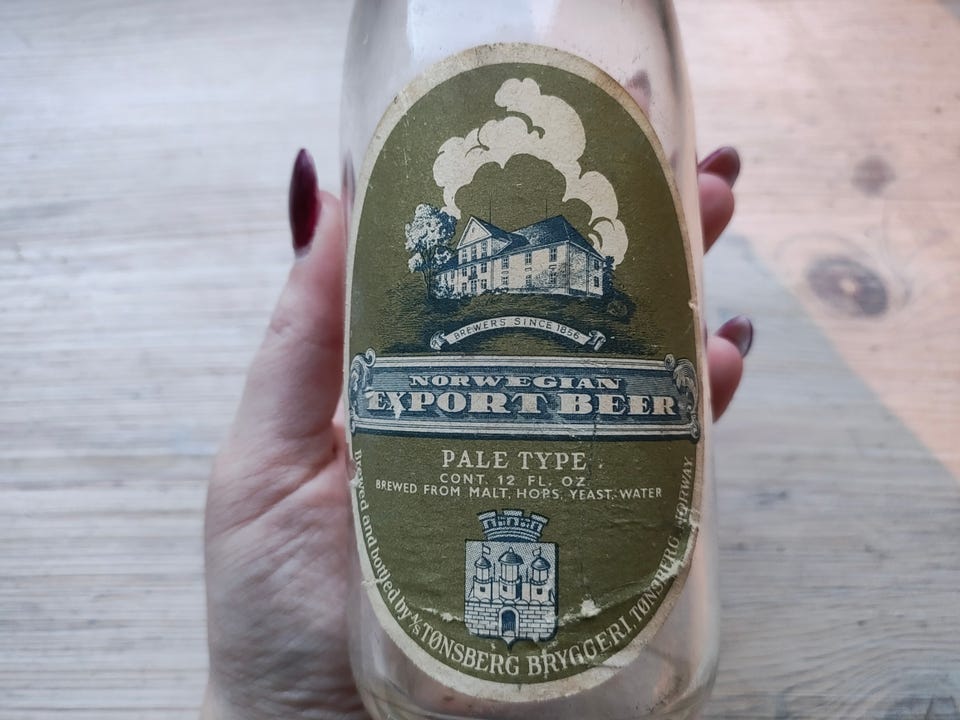 BREWERS SINCE 1856
NORWEGIAN
EXPORT BEER
PALE TYPE
CONT. 12 FL. OZ.
BREWED FROM MALT, HOPS, YEAST, WATER
Brewed and bottled by A/S TØNSBERG BRYGGERI, TØNSBERG, NORWAY